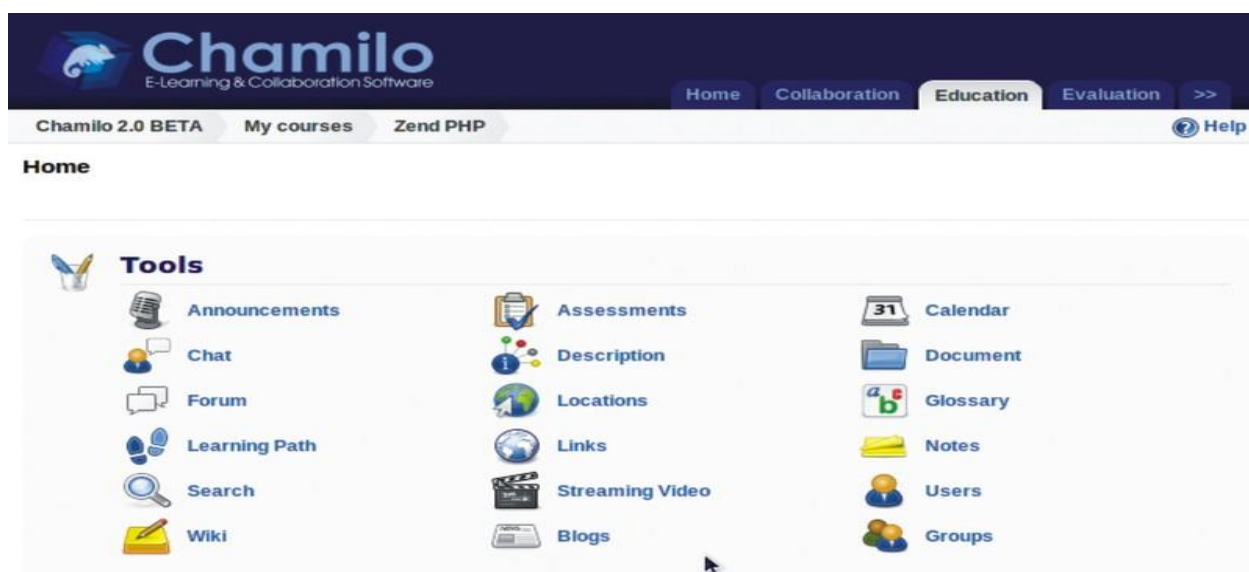 Chamilo
E-Learning & Collaboration Software
Home Collaboration Education Evaluation >>
Chamilo 2.0 BETA My courses Zend PHP Help
Home
Tools
Announcements Assessments 31 Calendar
Chat Description Document
Forum Locations Glossary
Learning Path Links Notes
Search Streaming Video Users
Wiki Blogs Groups